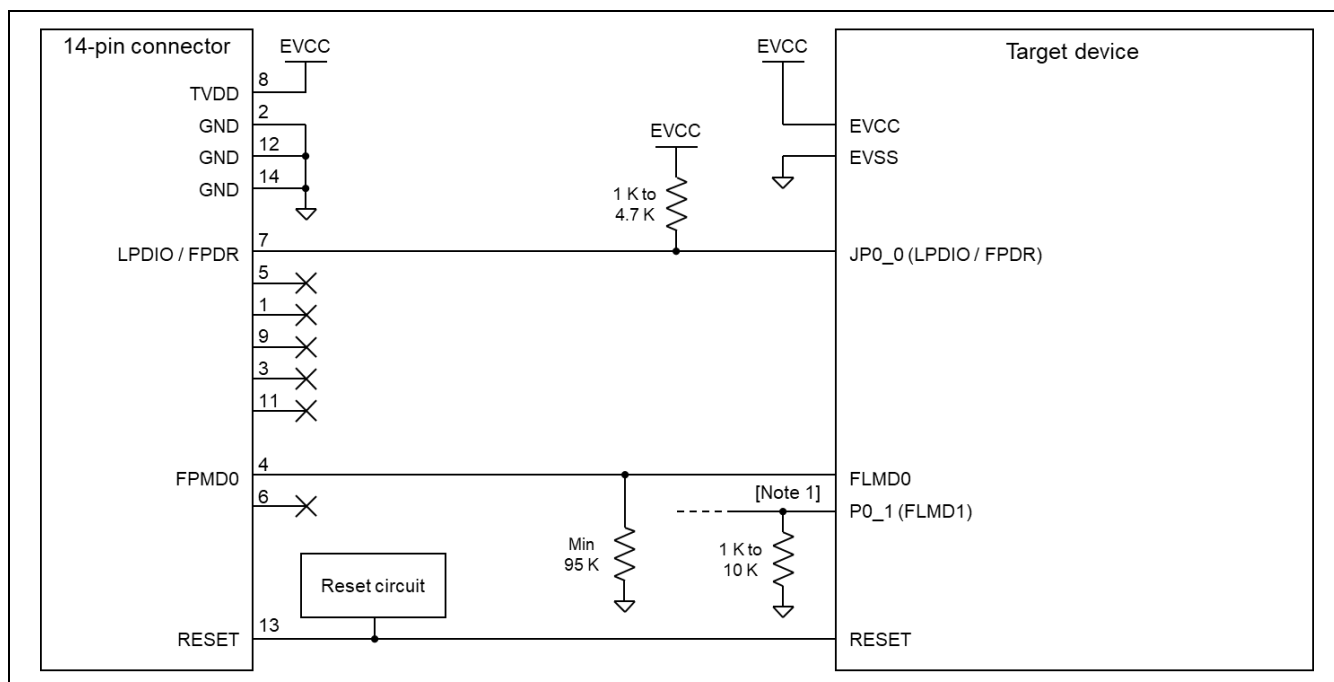 14-pin connector
EVCC
EVCC
Target device
8
TVDD
2
GND
EVCC
12
GND
EVCC
EVSS
14
GND
1 K to
4.7 K
7
LPDIO / FPDR
JP0_0 (LPDIO / FPDR)
5
1
9
3
11
4
FPMD0
FLMD0
6
[Note 1]
P0_1 (FLMD1)
Min
95 K
1 K to
10 K
Reset circuit
13
RESET
RESET